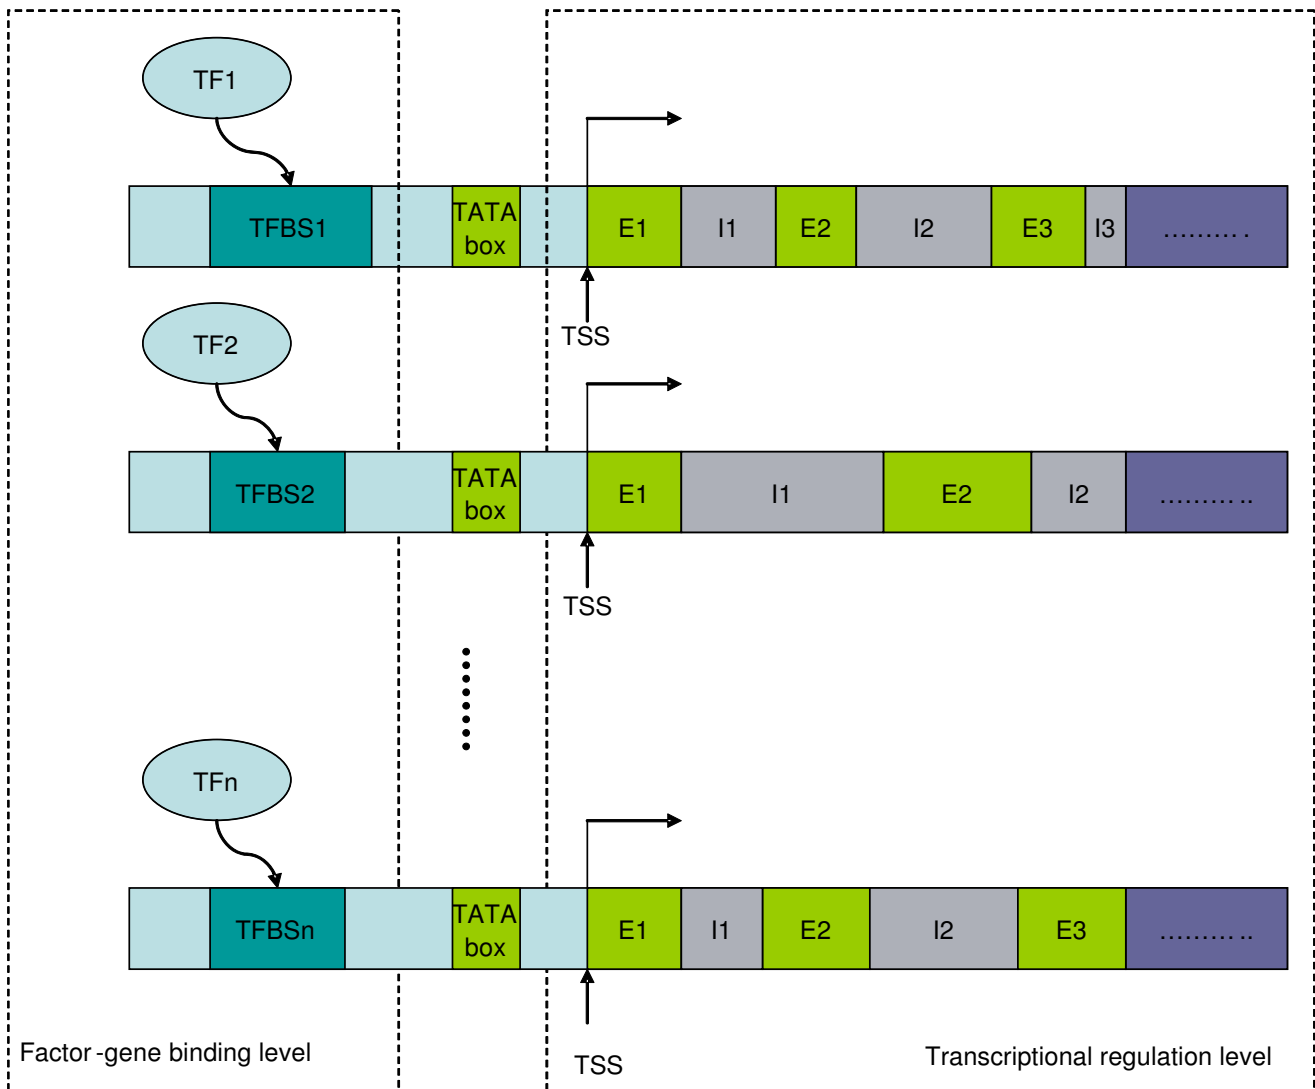 TF1
TFBS1
TATA
box
E1
I1
E2
I2
E3
I3
......... .
TSS
TF2
TFBS2
TATA
box
E1
I1
E2
I2
......... ..
TSS
TFn
TFBSn
TATA
box
E1
I1
E2
I2
E3
......... ..
TSS
Factor -gene binding level
Transcriptional regulation level